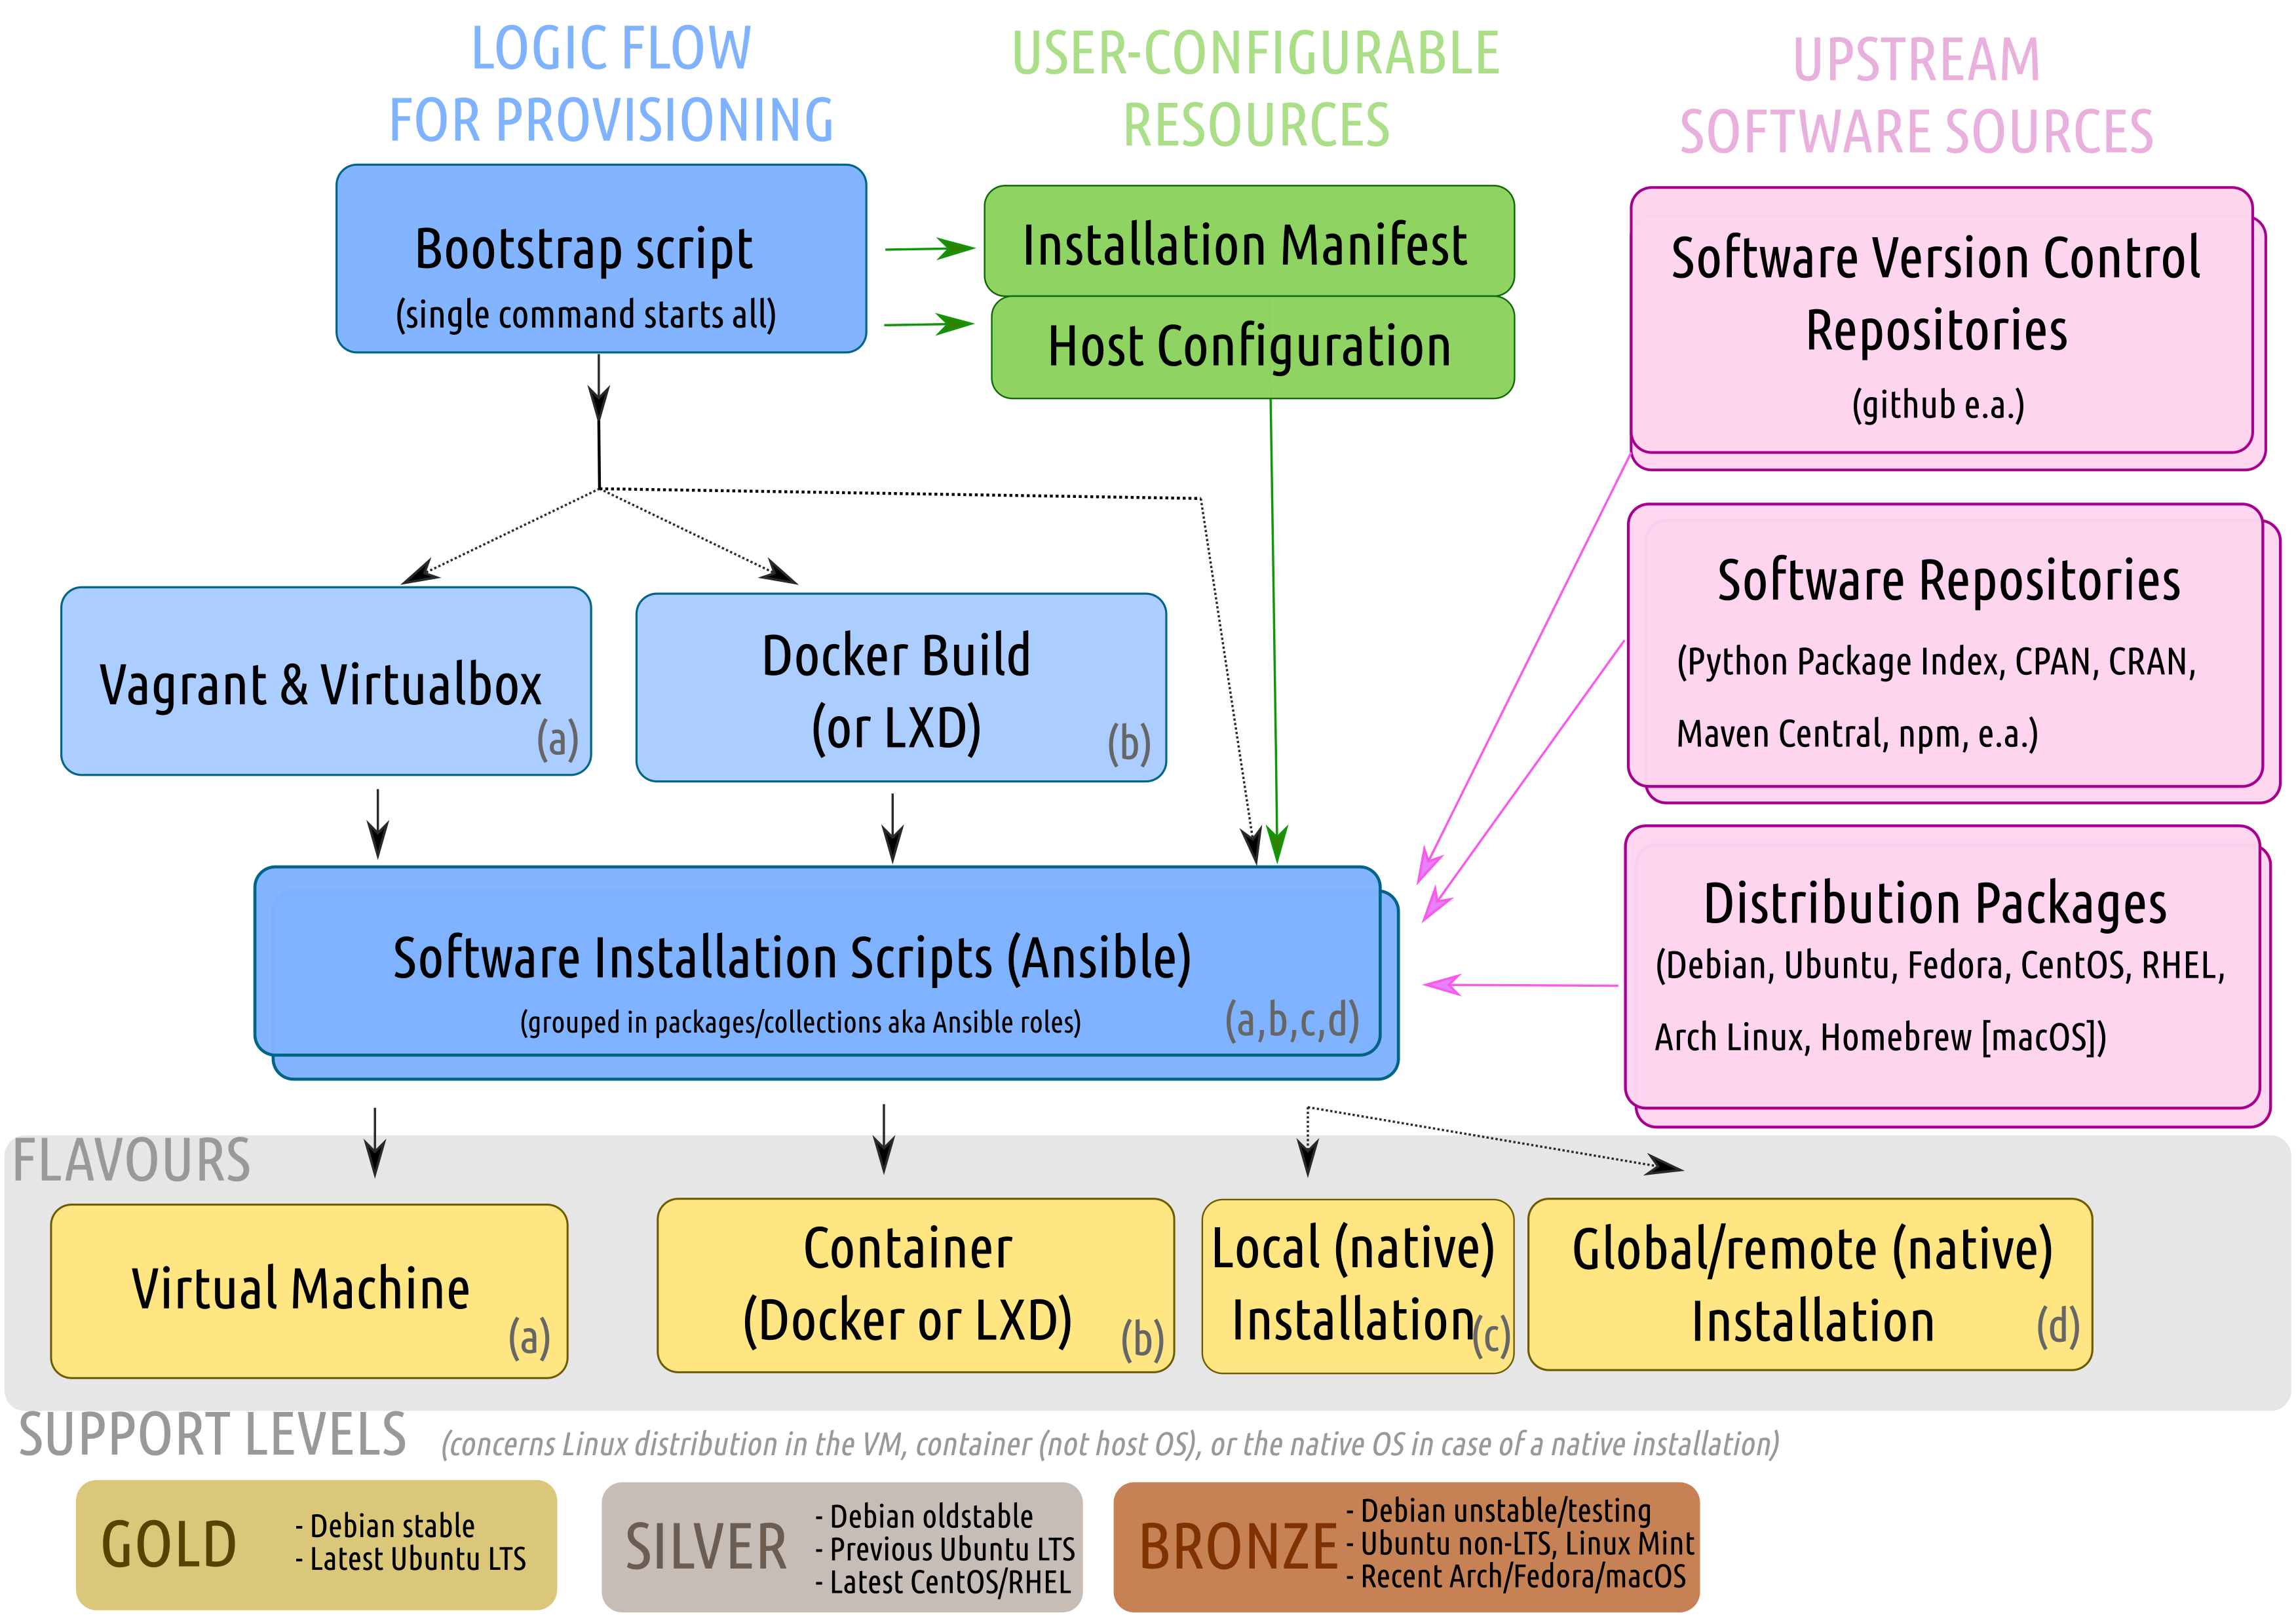 LOGIC FLOW
FOR PROVISIONING
USER-CONFIGURABLE
RESOURCES
UPSTREAM
SOFTWARE SOURCES
Bootstrap script
(single command starts all)
Installation Manifest
Host Configuration
Software Version Control
Repositories
(github e.a.)
Vagrant & Virtualbox
(a)
Docker Build
(or LXD)
(b)
Software Repositories
(Python Package Index, CPAN, CRAN,
Maven Central, npm, e.a.)
Software Installation Scripts (Ansible)
(grouped in packages/collections aka Ansible roles)
(a,b,c,d)
Distribution Packages
(Debian, Ubuntu, Fedora, CentOS, RHEL,
Arch Linux, Homebrew [macOS])
FLAVOURS
Virtual Machine
(a)
Container
(Docker or LXD)
(b)
Local (native)
Installation
(c)
Global/remote (native)
Installation
(d)
SUPPORT LEVELS
(concerns Linux distribution in the VM, container (not host OS), or the native OS in case of a native installation)
GOLD
- Debian stable
- Latest Ubuntu LTS
SILVER
- Debian oldstable
- Previous Ubuntu LTS
- Latest CentOS/RHEL
BRONZE
- Debian unstable/testing
- Ubuntu non-LTS, Linux Mint
- Recent Arch/Fedora/macOS